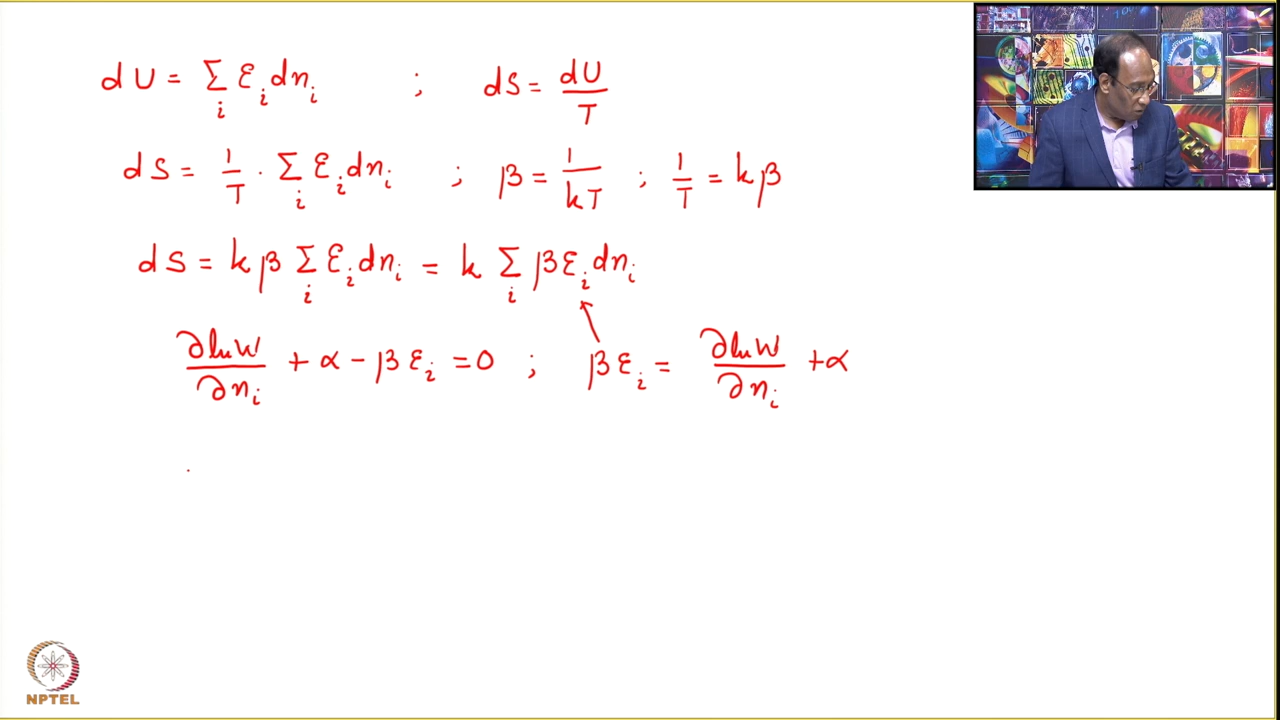 dU = Σ_i ε_i dn_i ; dS = dU/T
dS = 1/T · Σ_i ε_i dn_i ; β = 1/kT ; 1/T = kβ
dS = kβ Σ_i ε_i dn_i = k Σ_i βε_i dn_i
∂lnW/∂n_i + α - βε_i = 0 ; βε_i = ∂lnW/∂n_i + α
NPTEL